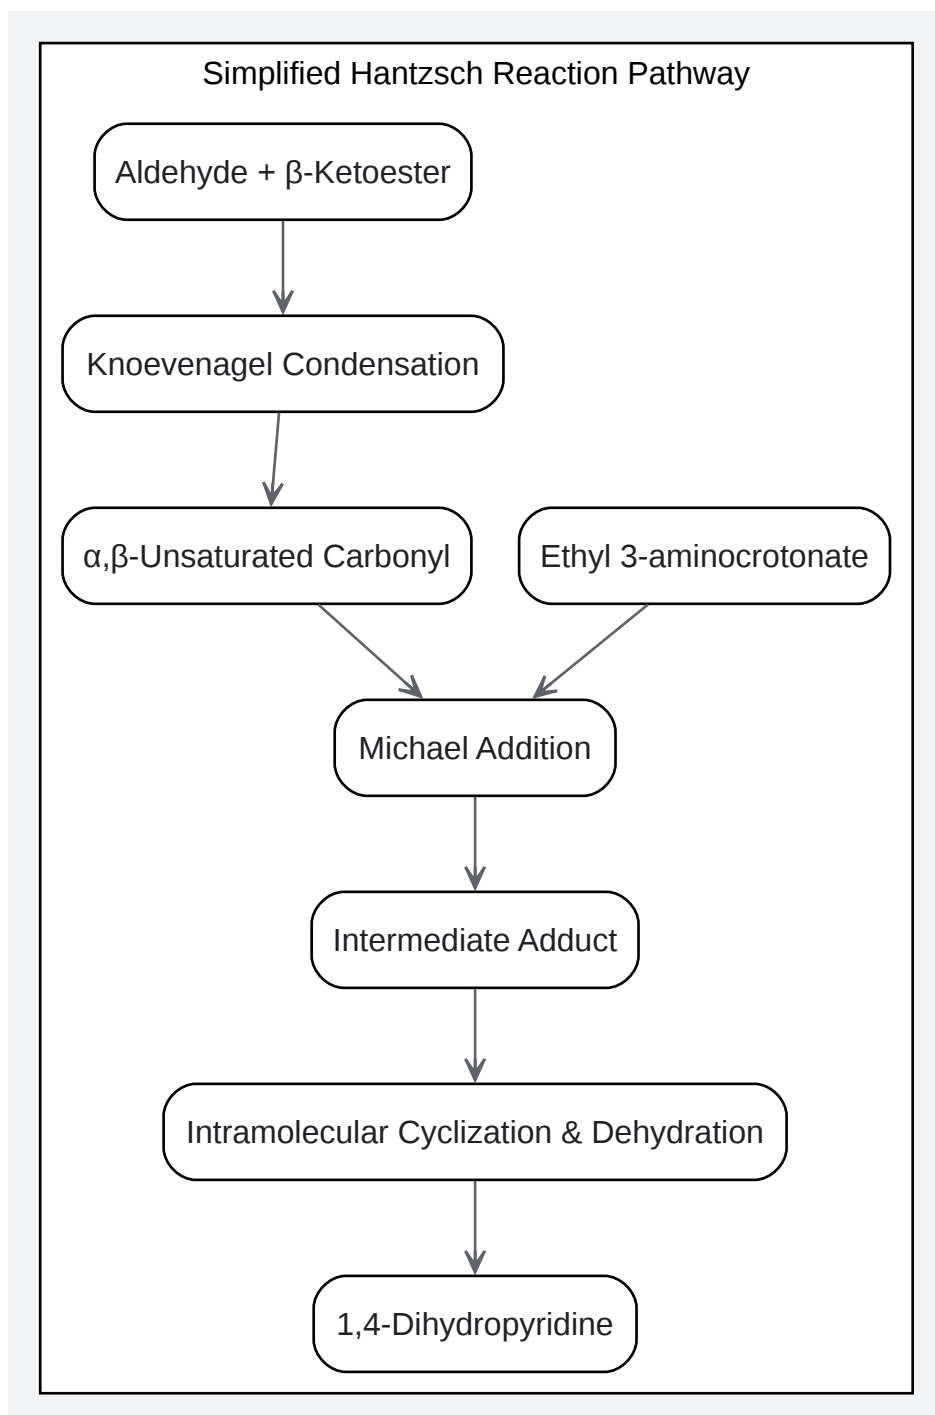 Simplified Hantzsch Reaction Pathway
Aldehyde + β-Ketoester
Knoevenagel Condensation
α,β-Unsaturated Carbonyl
Ethyl 3-aminocrotonate
Michael Addition
Intermediate Adduct
Intramolecular Cyclization & Dehydration
1,4-Dihydropyridine